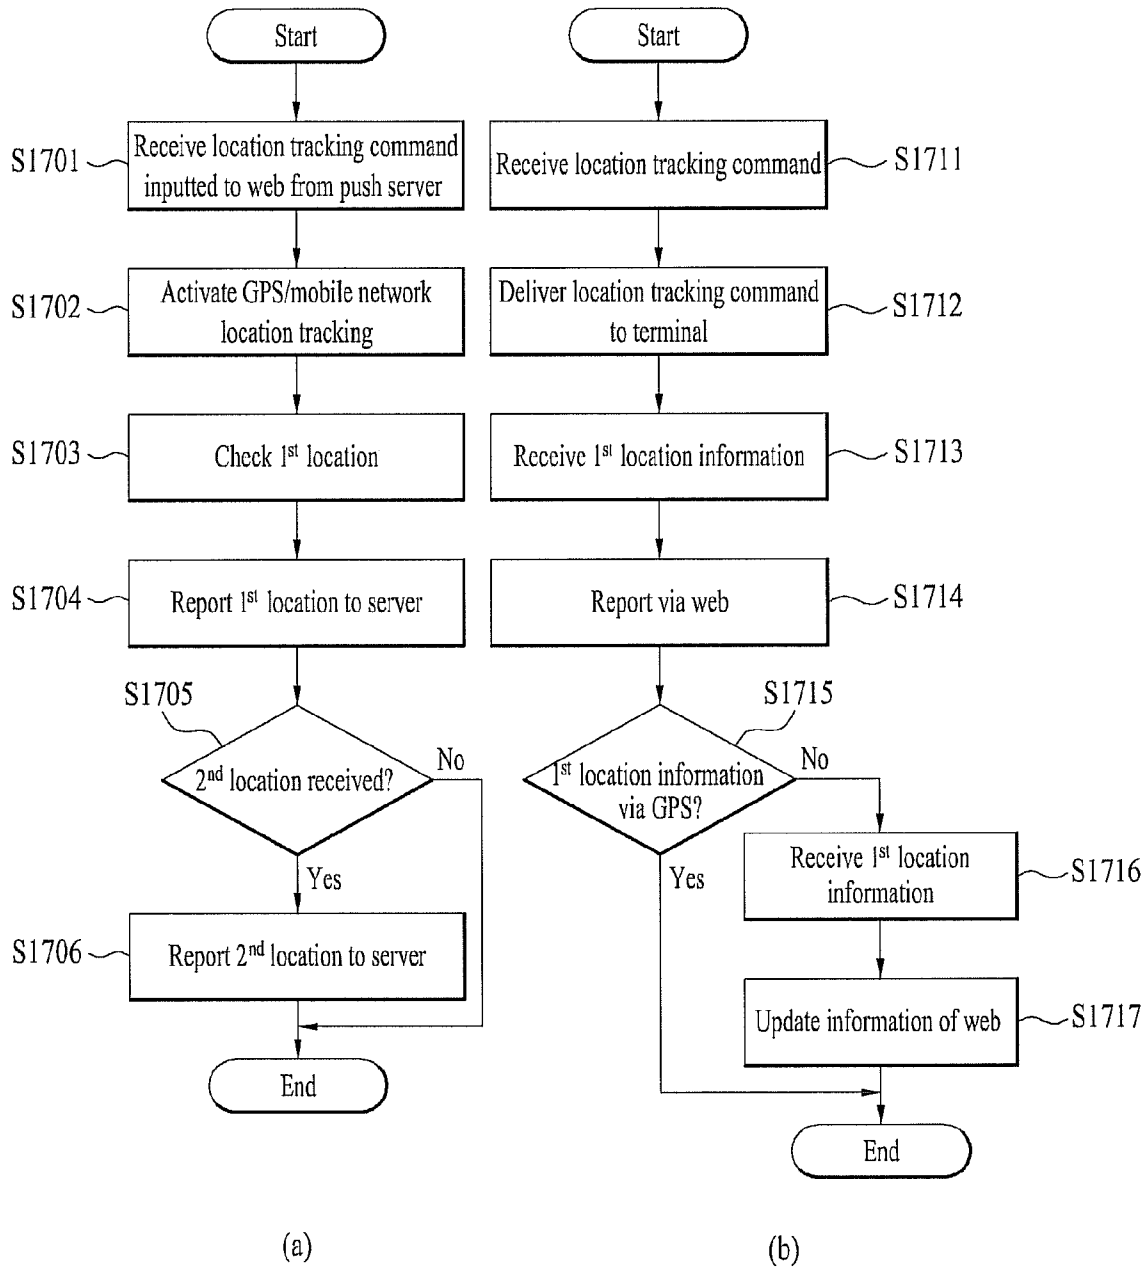 Start
S1701
Receive location tracking command
inputted to web from push server
S1702
Activate GPS/mobile network
location tracking
S1703
Check 1st location
S1704
Report 1st location to server
S1705
2nd location received?
No
Yes
S1706
Report 2nd location to server
End
(a)
Start
Receive location tracking command
S1711
Deliver location tracking command
to terminal
S1712
Receive 1st location information
S1713
Report via web
S1714
S1715
1st location information
via GPS?
No
Yes
Receive 1st location
information
S1716
Update information of web
S1717
End
(b)